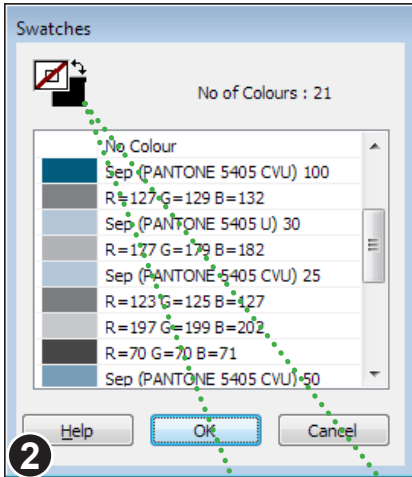 Swatches
No of Colours : 21
No Colour
Sep (PANTONE 5405 CVU) 100
R=127 G=129 B=132
Sep (PANTONE 5405 U) 30
R=177 G=179 B=182
Sep (PANTONE 5405 CVU) 25
R=123 G=125 B=127
R=197 G=199 B=202
R=70 G=70 B=71
Sep (PANTONE 5405 CVU) 50
Help OK Cancel
2